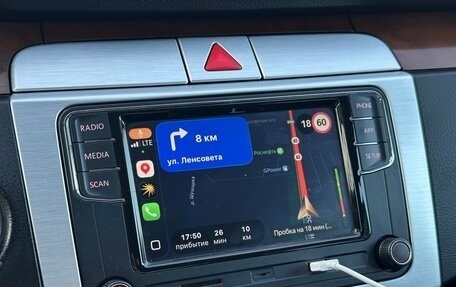 RADIO
MEDIA
SCAN
PHONE
APP
SETUP
LTE
8 км
ул. Ленсовета
18
60
Роснефть
GPower
17:50 26 10
прибытие мин км
Пробка на 18 мин (...